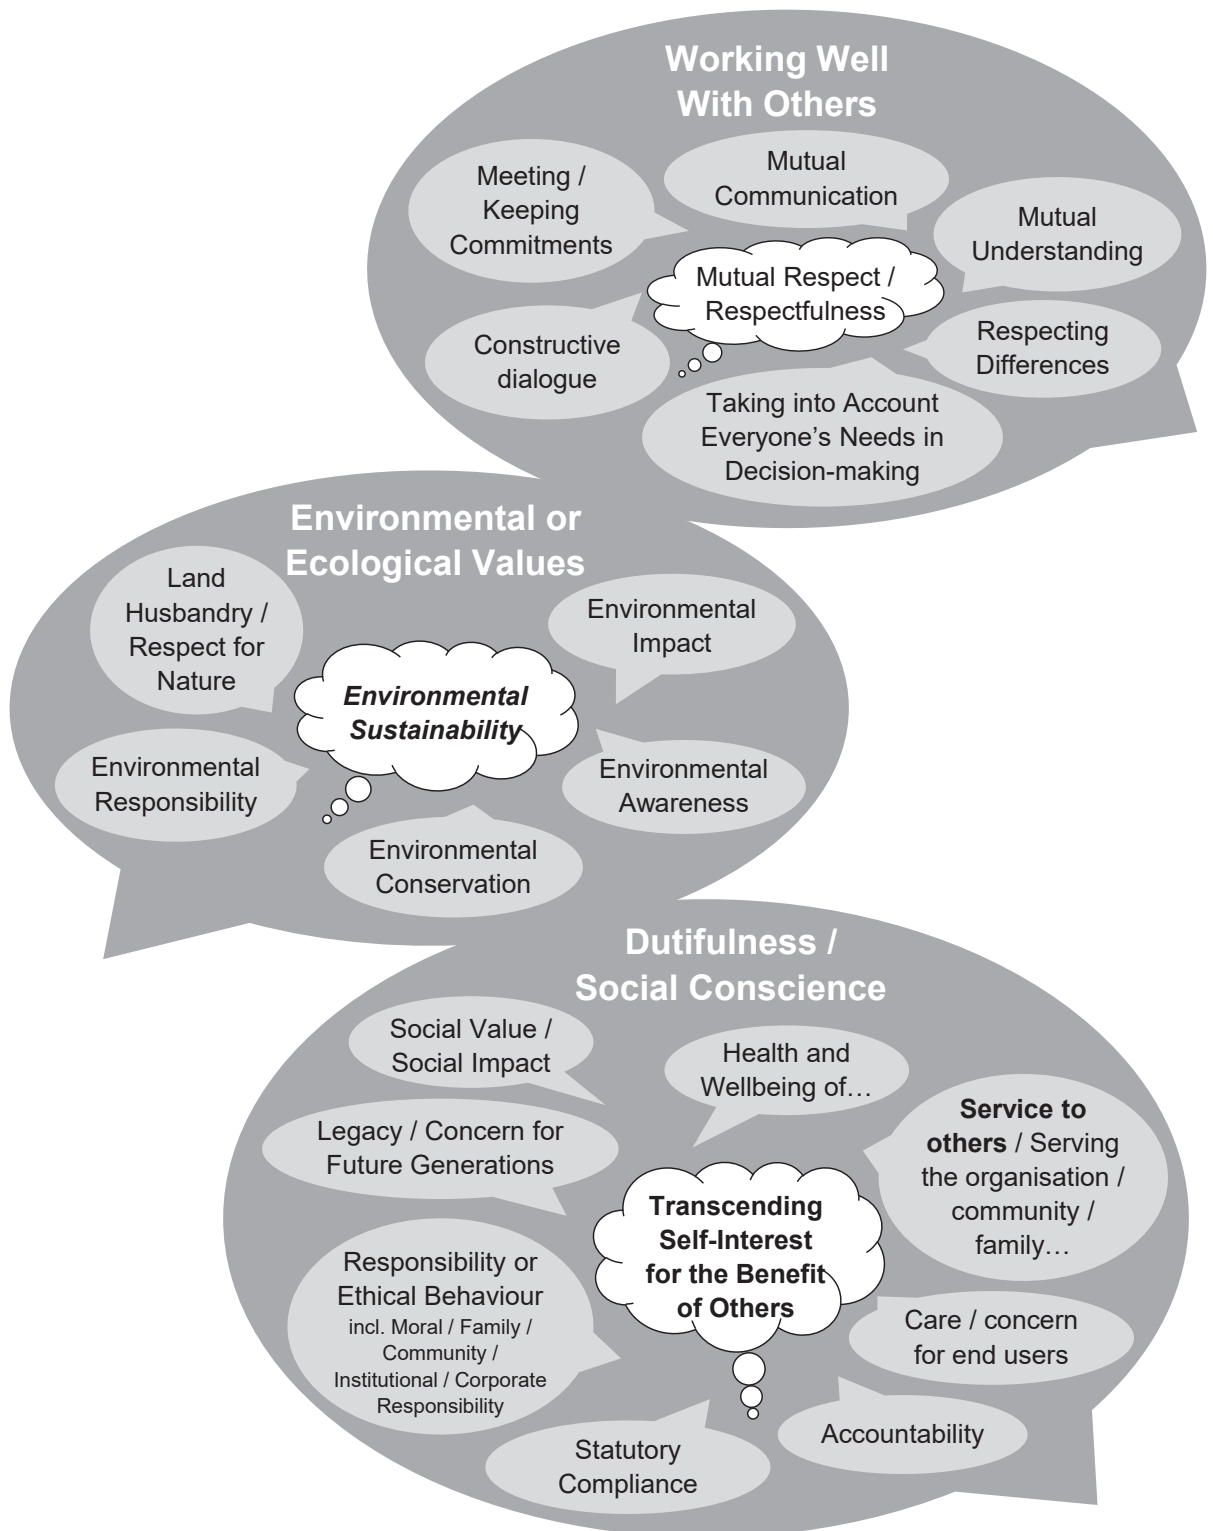 Working Well
With Others
Meeting /
Keeping
Commitments
Mutual
Communication
Mutual
Understanding
Mutual Respect /
Respectfulness
Constructive
dialogue
Respecting
Differences
Taking into Account
Everyone’s Needs in
Decision-making
Environmental or
Ecological Values
Land
Husbandry /
Respect for
Nature
Environmental
Impact
Environmental
Sustainability
Environmental
Responsibility
Environmental
Awareness
Environmental
Conservation
Dutifulness /
Social Conscience
Social Value /
Social Impact
Health and
Wellbeing of…
Legacy / Concern for
Future Generations
Service to
others / Serving
the organisation /
community /
family…
Transcending
Self-Interest
for the Benefit
of Others
Responsibility or
Ethical Behaviour
incl. Moral / Family /
Community /
Institutional / Corporate
Responsibility
Care / concern
for end users
Accountability
Statutory
Compliance